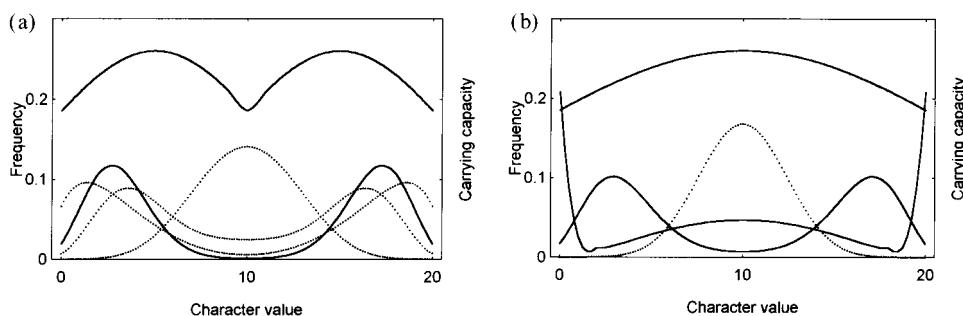 (a)
(b)
Frequency
0.2
0.1
0
0
10
20
Character value
Carrying capacity
Frequency
0.2
0.1
0
0
10
20
Character value
Carrying capacity